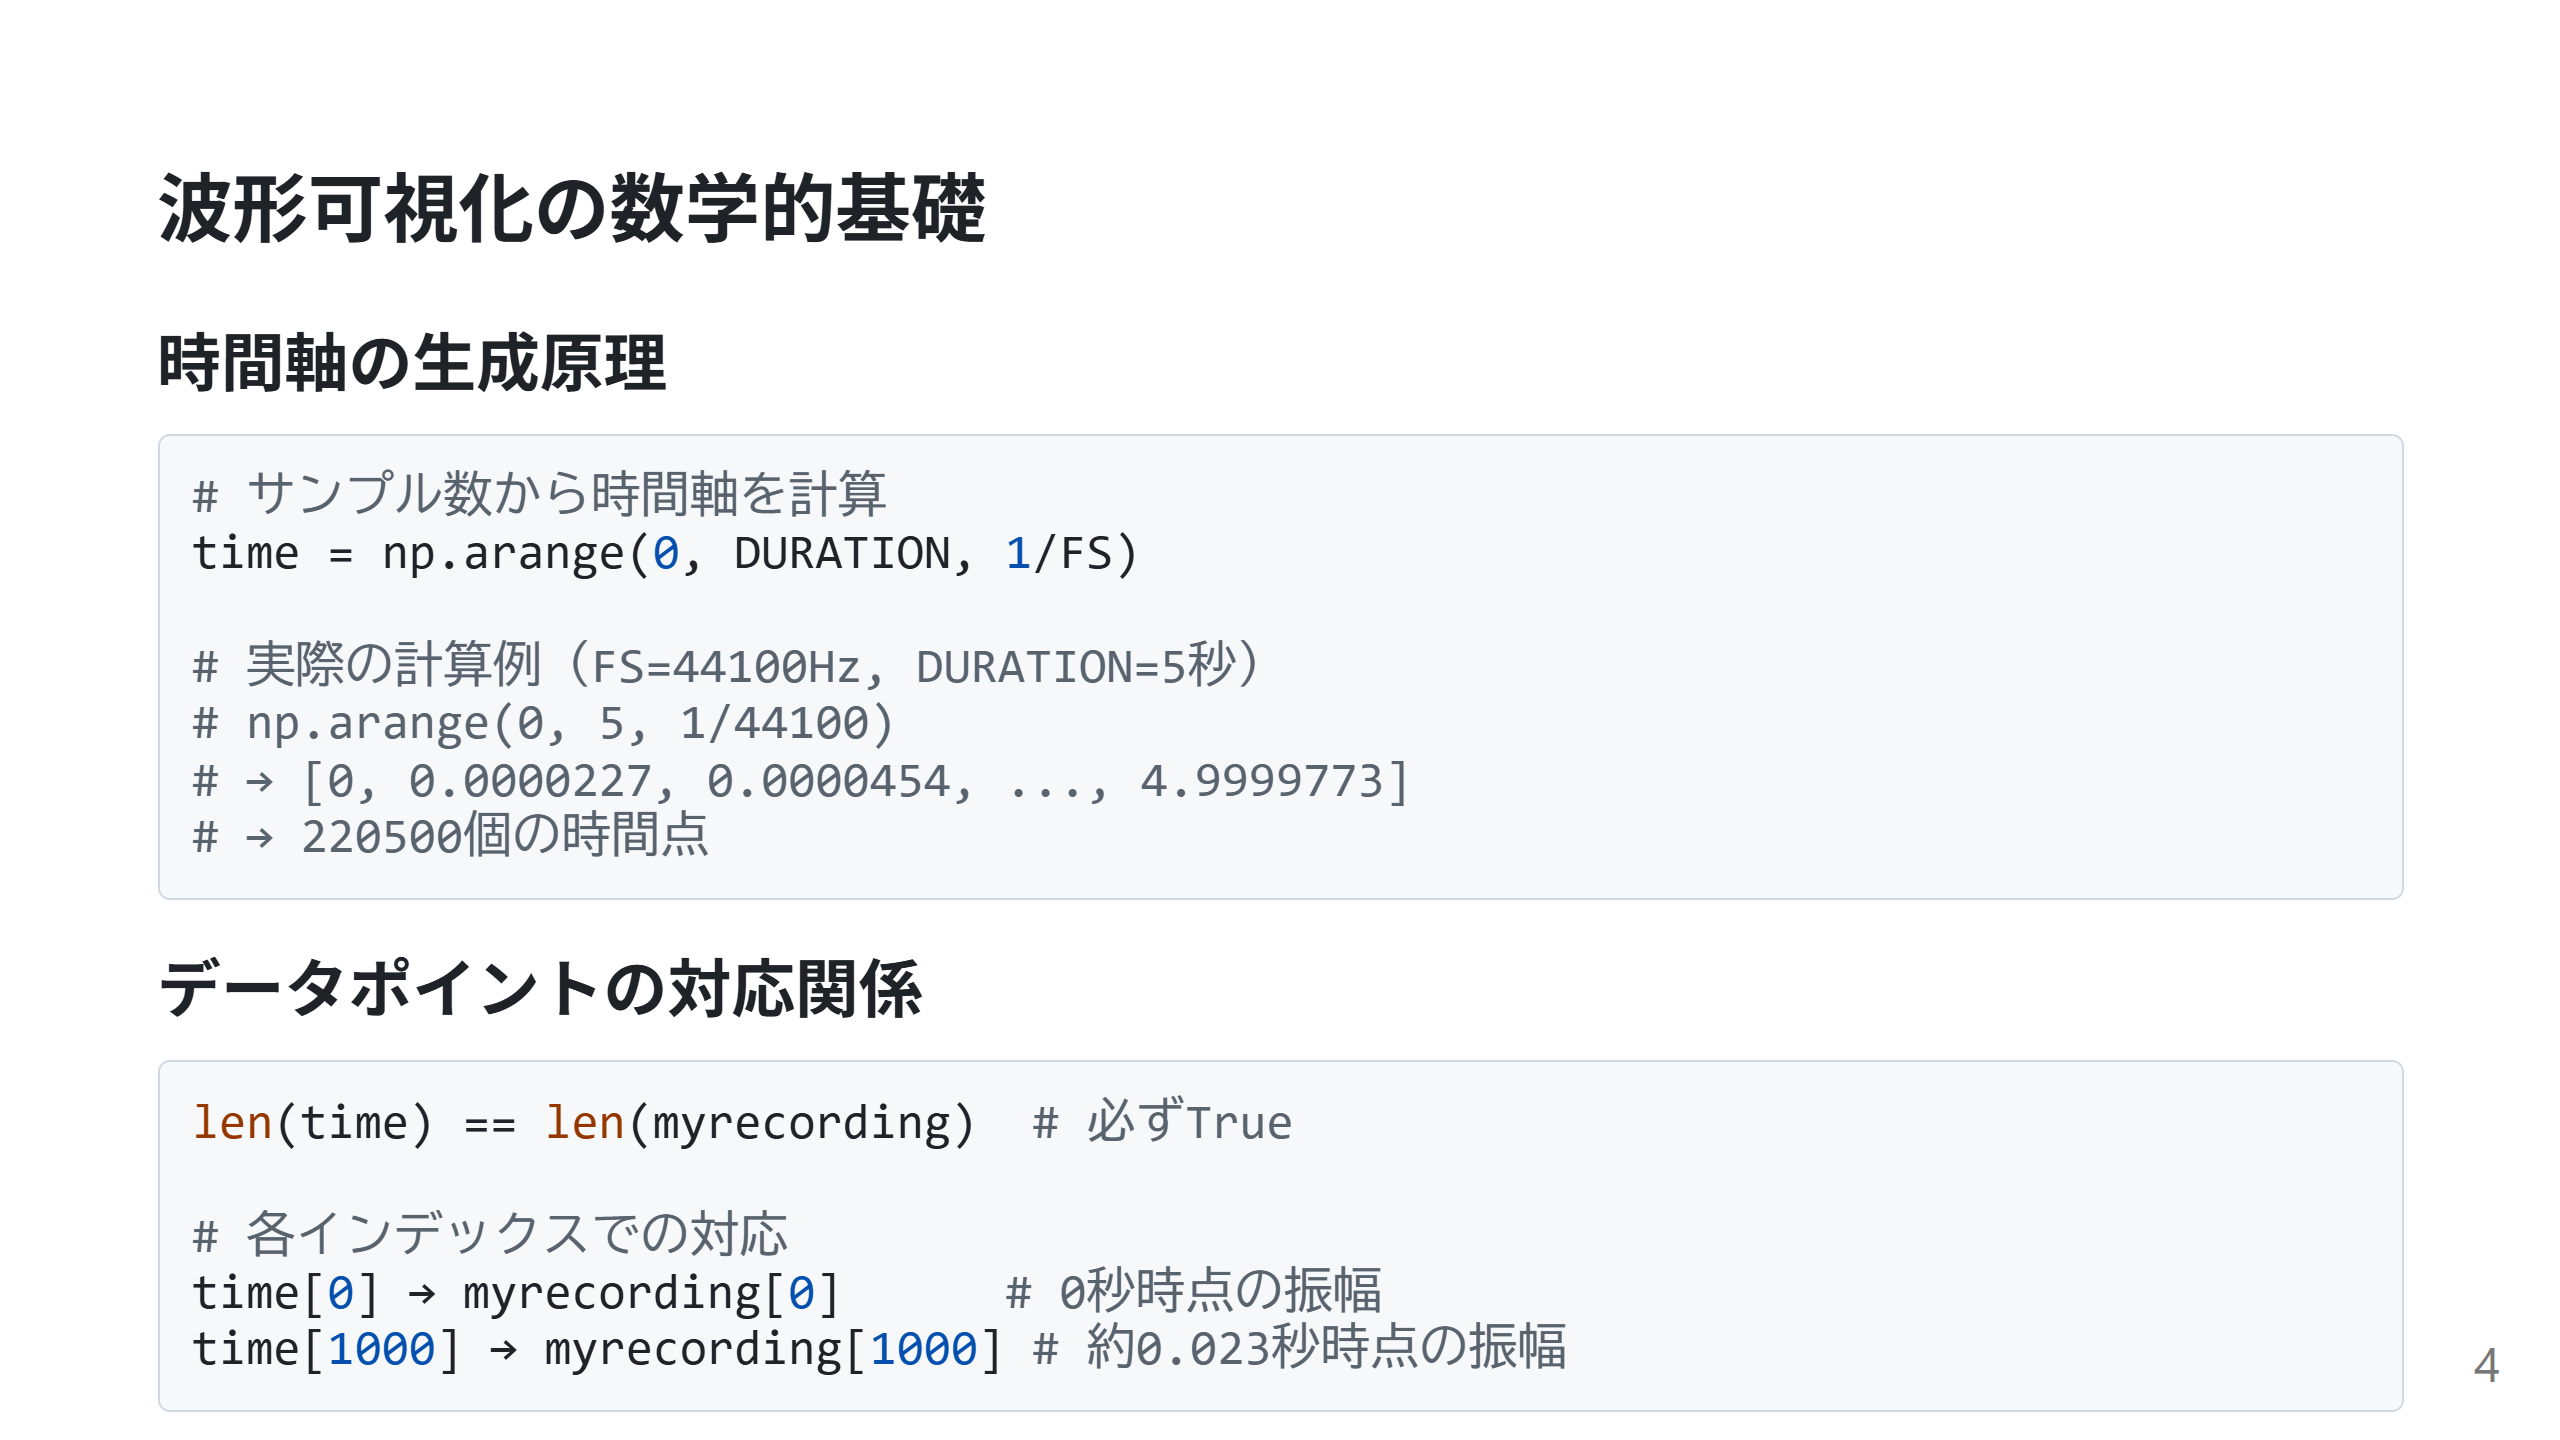 波形可視化の数学的基礎
時間軸の生成原理
# サンプル数から時間軸を計算
time = np.arange(0, DURATION, 1/FS)
# 実際の計算例（FS=44100Hz, DURATION=5秒）
# np.arange(0, 5, 1/44100)
# → [0, 0.0000227, 0.0000454, ..., 4.9999773]
# → 220500個の時間点
データポイントの対応関係
len(time) == len(myrecording)  # 必ずTrue
# 各インデックスでの対応
time[0] → myrecording[0]      # 0秒時点の振幅
time[1000] → myrecording[1000] # 約0.023秒時点の振幅
4